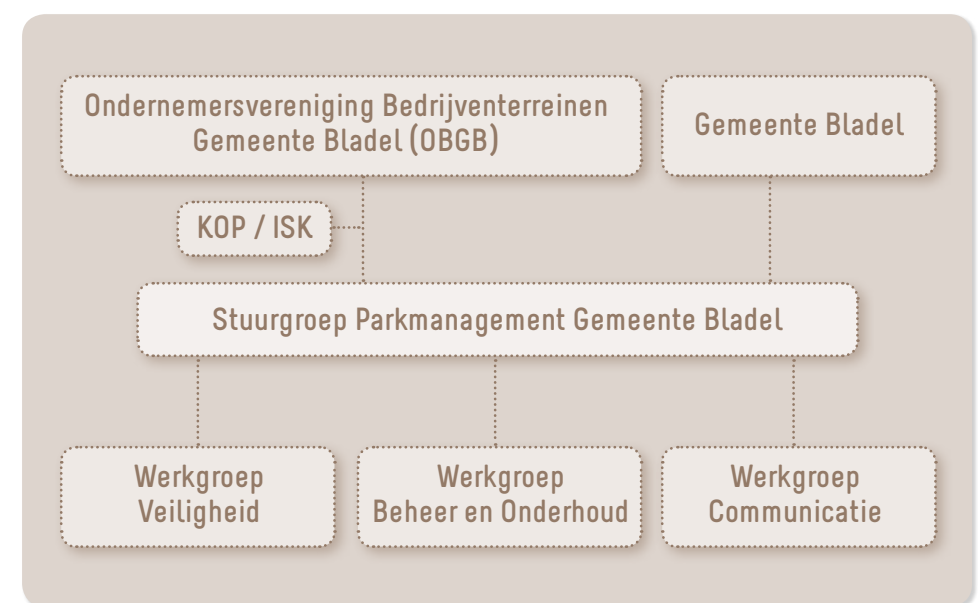 Ondernemersvereniging Bedrijventerreinen
Gemeente Bladel (OBGB)
Gemeente Bladel
KOP / ISK
Stuurgroep Parkmanagement Gemeente Bladel
Werkgroep
Veiligheid
Werkgroep
Beheer en Onderhoud
Werkgroep
Communicatie